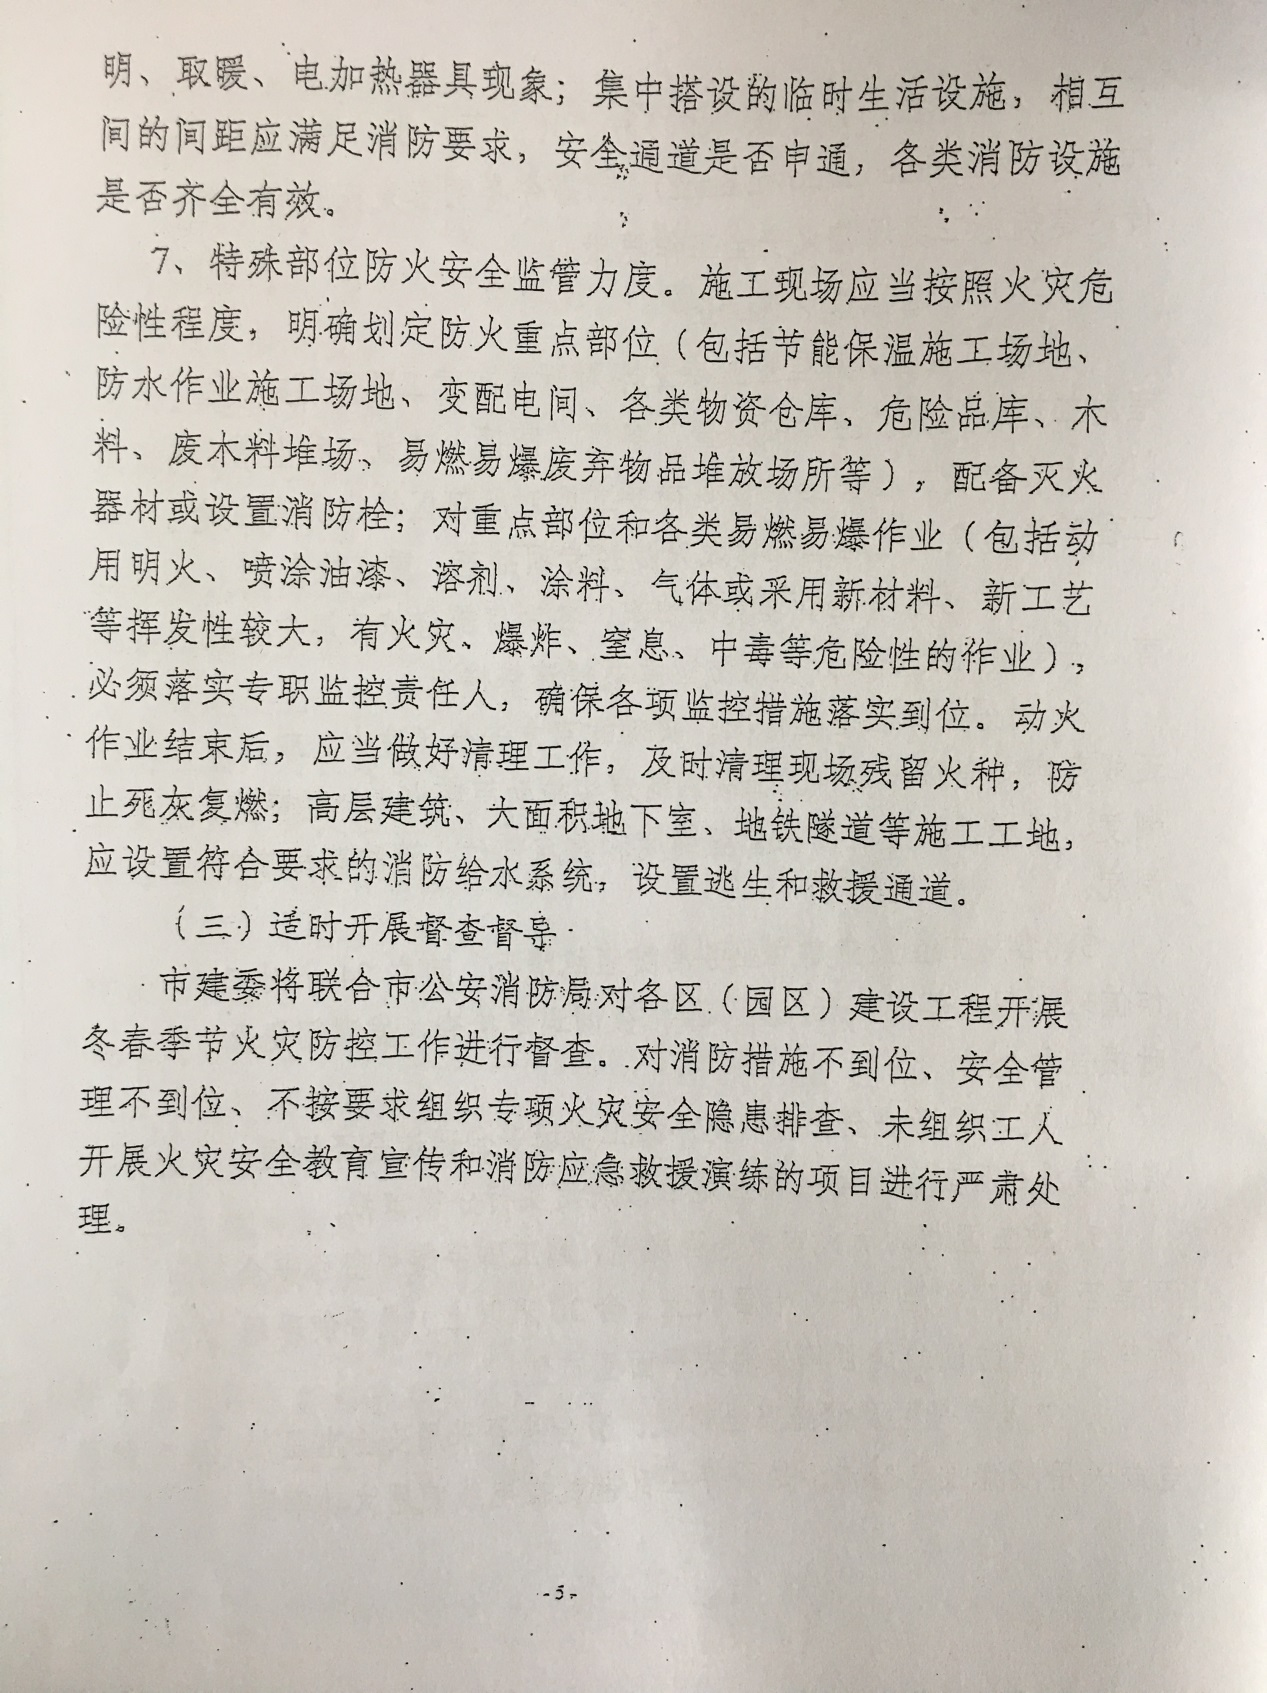 明、取暖、电加热器具现象；集中搭设的临时生活设施，相互
间的间距应满足消防要求，安全通道是否申通，各类消防设施
是否齐全有效。
7、特殊部位防火安全监管力度。施工现场应当按照火灾危
险性程度，明确划定防火重点部位（包括节能保温施工场地、
防水作业施工场地、变配电间、各类物资仓库、危险品库、木
料、废木料堆场、易燃易爆废弃物品堆放场所等），配备灭火
器材或设置消防栓；对重点部位和各类易燃易爆作业（包括动
用明火、喷涂油漆、溶剂、涂料、气体或采用新材料、新工艺
等挥发性较大，有火灾、爆炸、窒息、中毒等危险性的作业），
必须落实专职监控责任人，确保各项监控措施落实到位。动火
作业结束后，应当做好清理工作，及时清理现场残留火种，防
止死灰复燃；高层建筑、大面积地下室、地铁隧道等施工工地，
应设置符合要求的消防给水系统，设置逃生和救援通道。
（三）适时开展督查督导
市建委将联合市公安消防局对各区（园区）建设工程开展
冬春季节火灾防控工作进行督查。对消防措施不到位、安全管
理不到位、不按要求组织专项火灾安全隐患排查、未组织工人
开展火灾安全教育宣传和消防应急救援演练的项目进行严肃处
理。
-5-